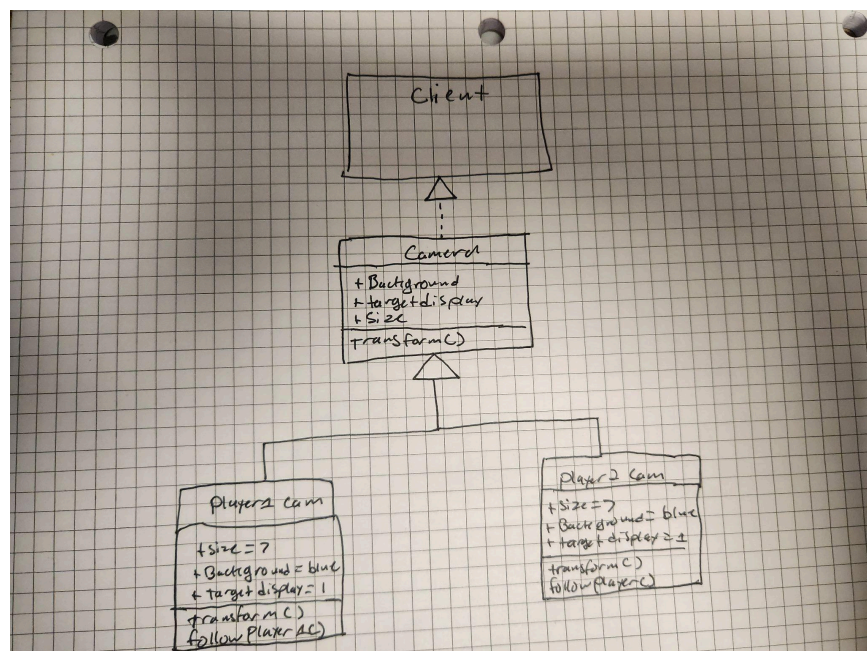 Client
Camera
+ Background
+ targetdisplay
+ Size
transform()
Player1 Cam
+ Size = 7
+ Background = blue
+ target display = 1
transform()
followPlayer1()
Player2 Cam
+ Size = 7
+ Background = blue
+ target display = 1
transform()
followPlayer()